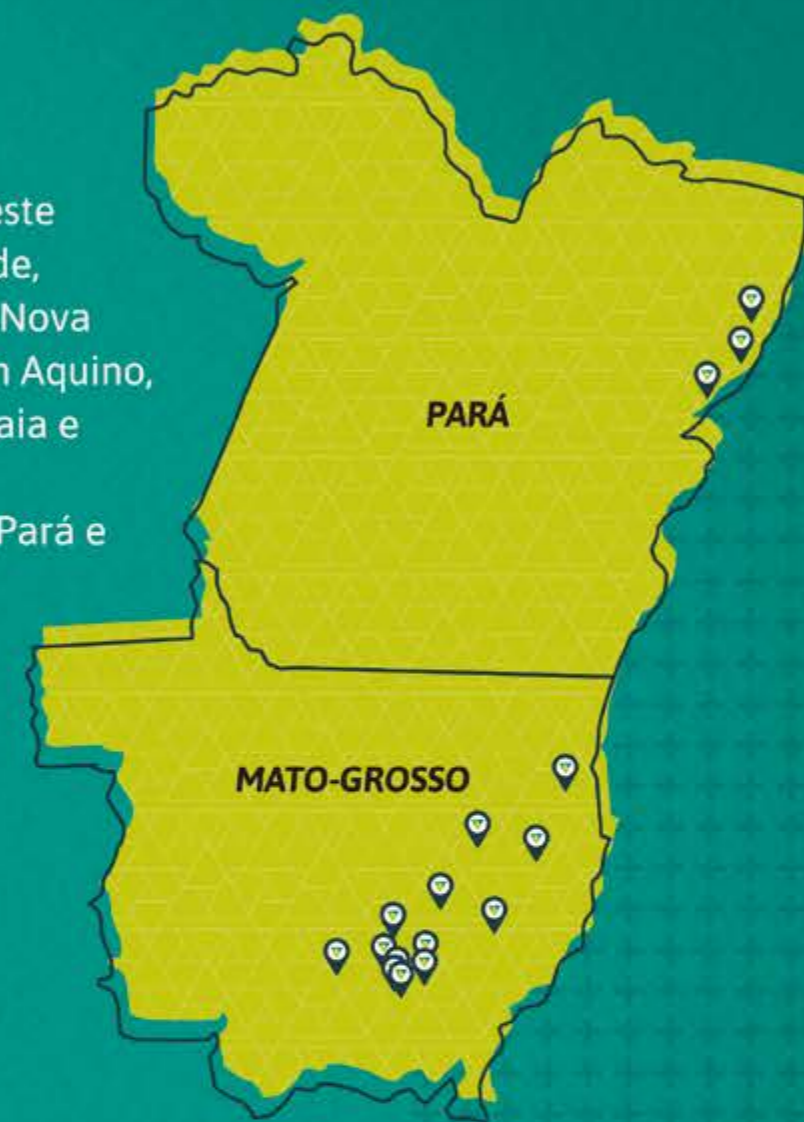 este
de,
Nova
n Aquino,
aia e
Pará e
PARÁ
MATO-GROSSO